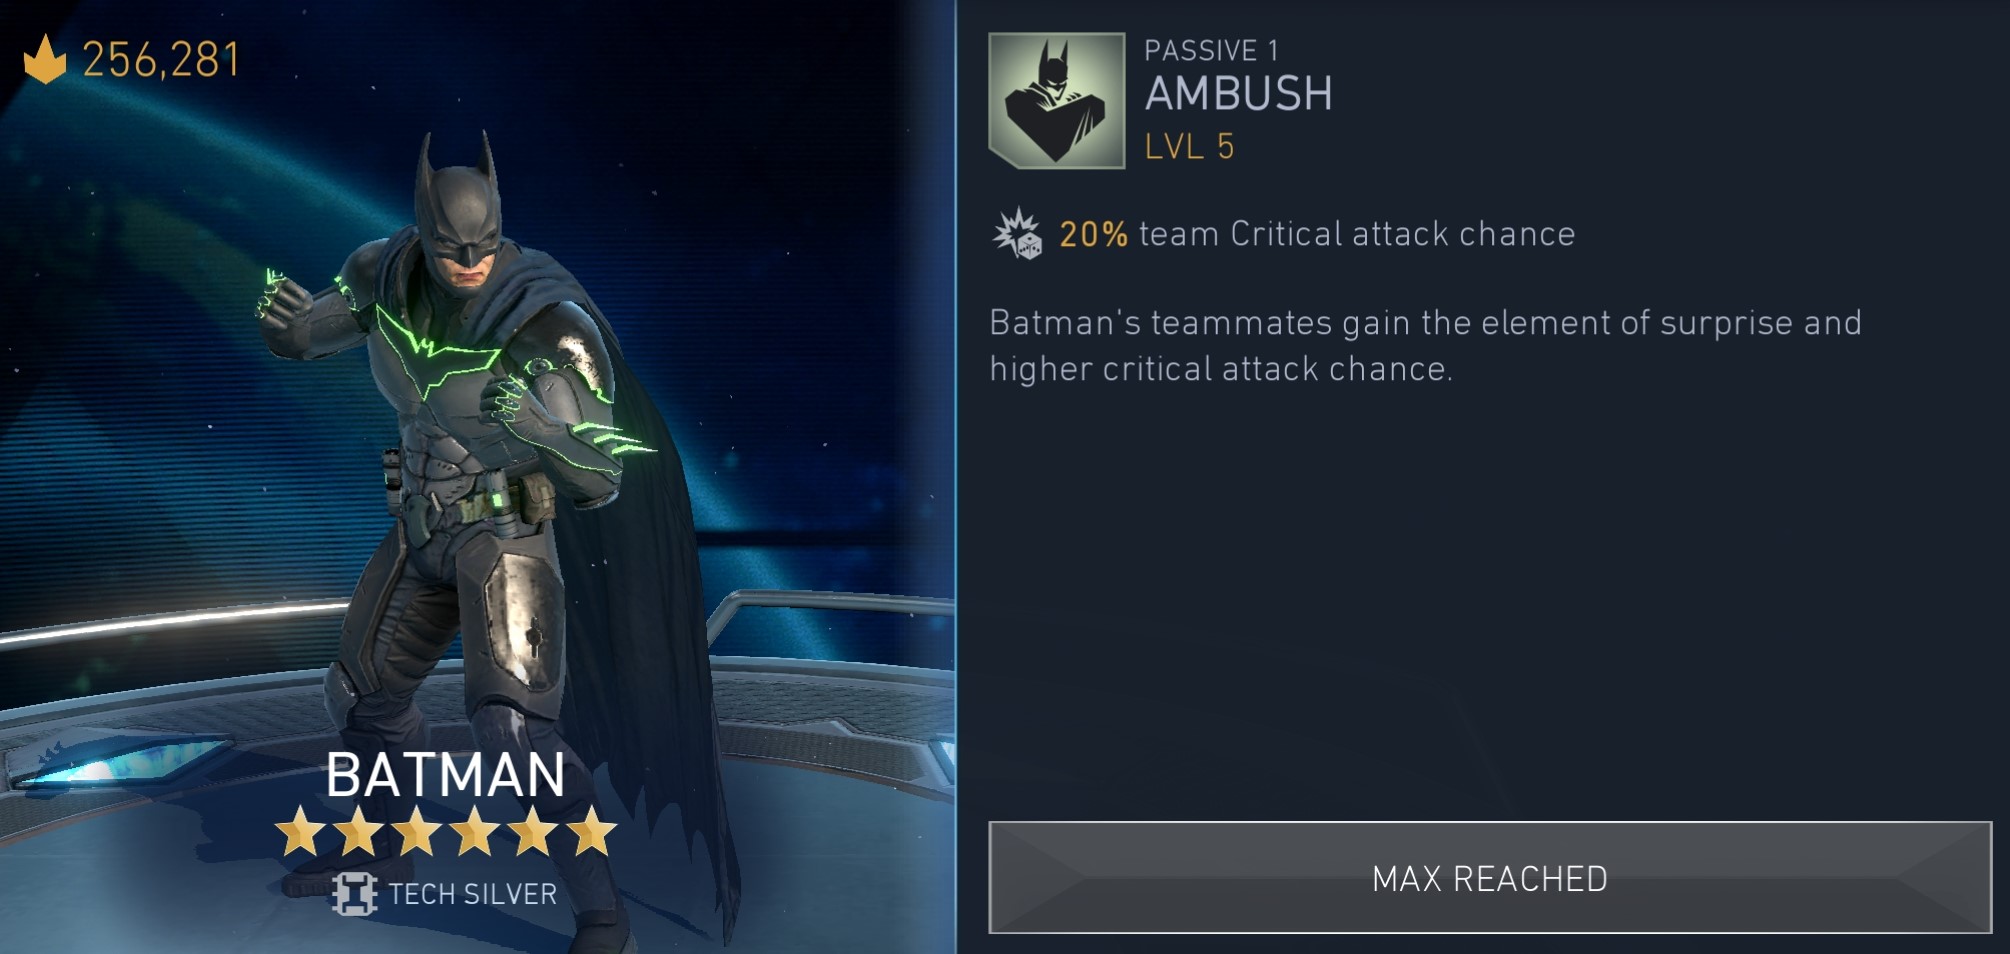 256,281
BATMAN
TECH SILVER
PASSIVE 1
AMBUSH
LVL 5
20% team Critical attack chance
Batman's teammates gain the element of surprise and
higher critical attack chance.
MAX REACHED